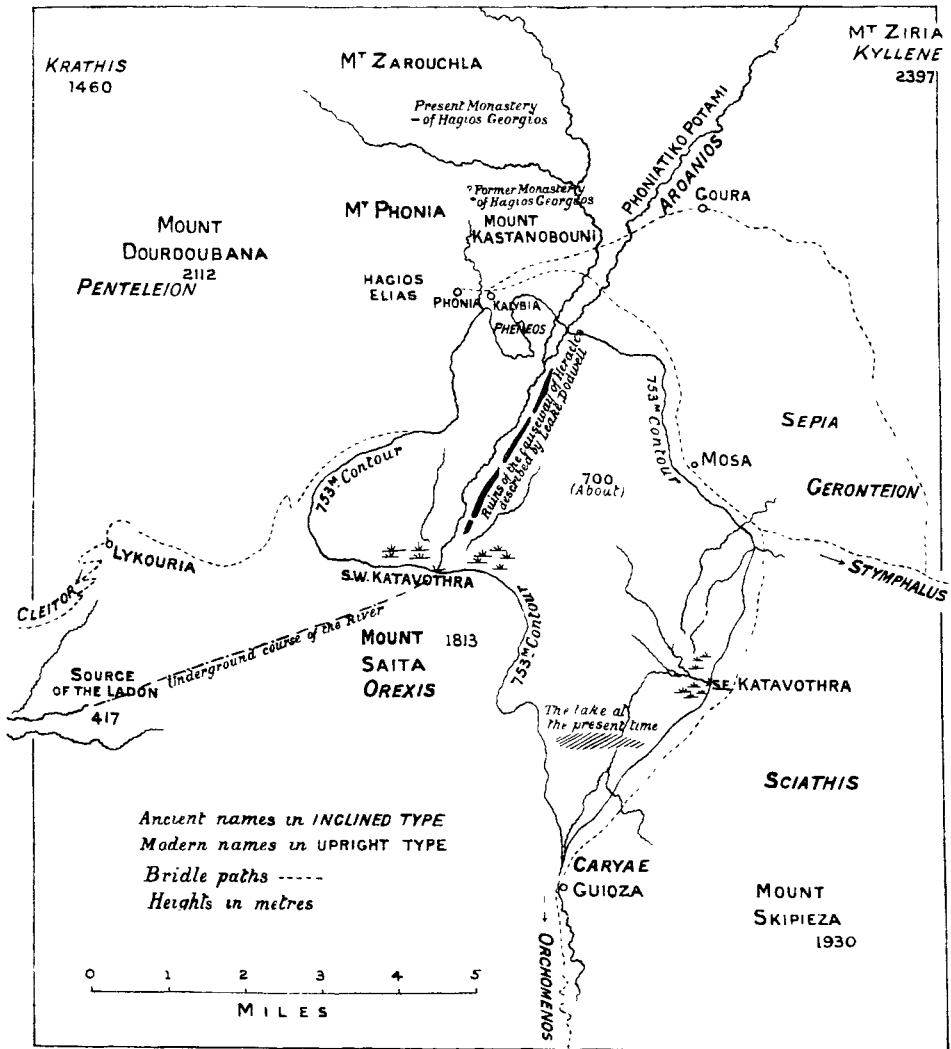 KRATHIS
1460
Mᵀ ZAROUCHLA
Mᵀ ZIRIA
KYLLENE
2397
Present Monastery
of Hagios Georgios
PHONIATIKO POTAMI
AROANIOS
? Former Monastery
of Hagios Georgios
GOURA
Mᵀ PHONIA
MOUNT
KASTANOBOUNI
MOUNT
DOURDOUBANA
2112
PENTELEION
HAGIOS
ELIAS
PHONIA
KALYBIA
PHENEOS
Ruins of the causeway of Heracles
described by Leake, Dodwell
753ᴹ Contour
753ᴹ Contour
SEPIA
MOSA
700
(About)
GERONTEION
LYKOURIA
S.W. KATAVOTHRA
STYMPHALUS
CLEITOR
Underground course of the River
MOUNT 1813
SAITA
OREXIS
753ᴹ Contour
SOURCE
OF THE LADON
417
S.E. KATAVOTHRA
The lake at
the present time
SCIATHIS
Ancient names in INCLINED TYPE
Modern names in UPRIGHT TYPE
Bridle paths -----
Heights in metres
CARYAE
GUIOZA
MOUNT
SKIPIEZA
1930
ORCHOMENOS
0 1 2 3 4 5
MILES